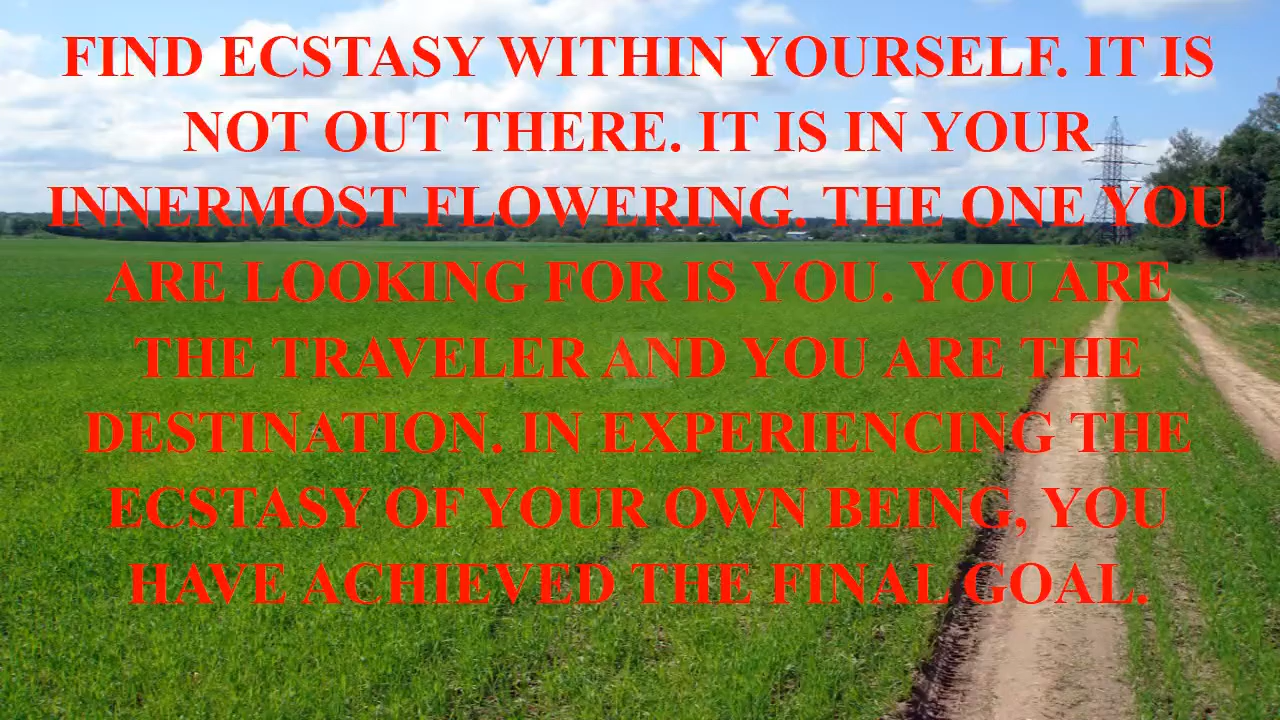 FIND ECSTASY WITHIN YOURSELF. IT IS
NOT OUT THERE. IT IS IN YOUR
INNERMOST FLOWERING. THE ONE YOU
ARE LOOKING FOR IS YOU. YOU ARE
THE TRAVELER AND YOU ARE THE
DESTINATION. IN EXPERIENCING THE
ECSTASY OF YOUR OWN BEING, YOU
HAVE ACHIEVED THE FINAL GOAL.